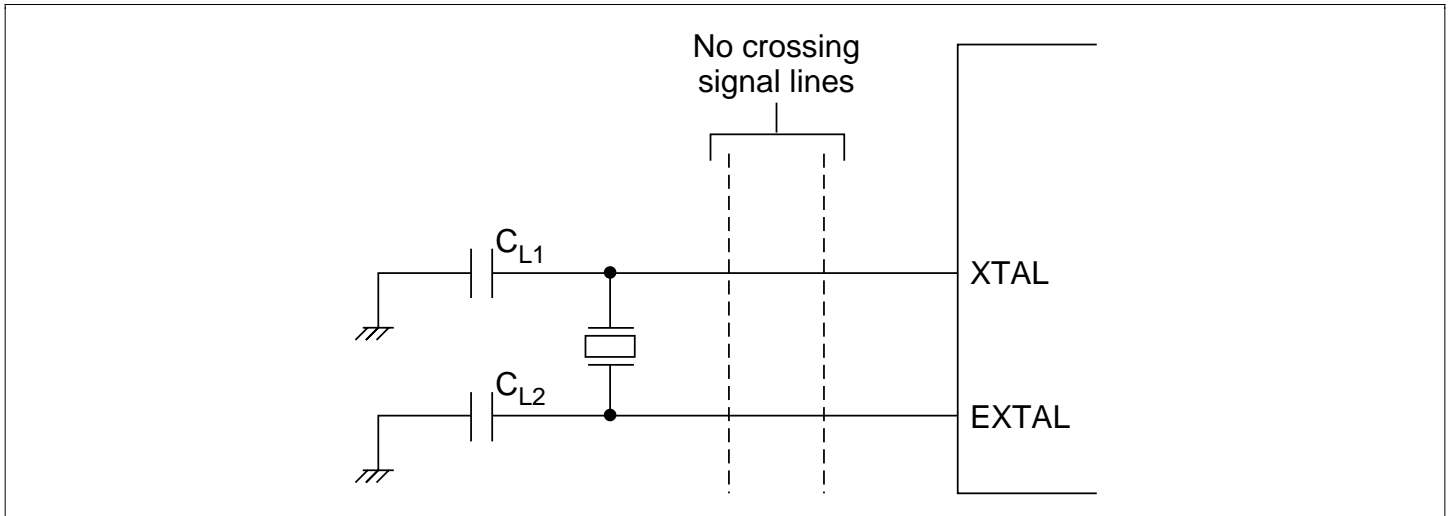 No crossing
signal lines
CL1
XTAL
CL2
EXTAL